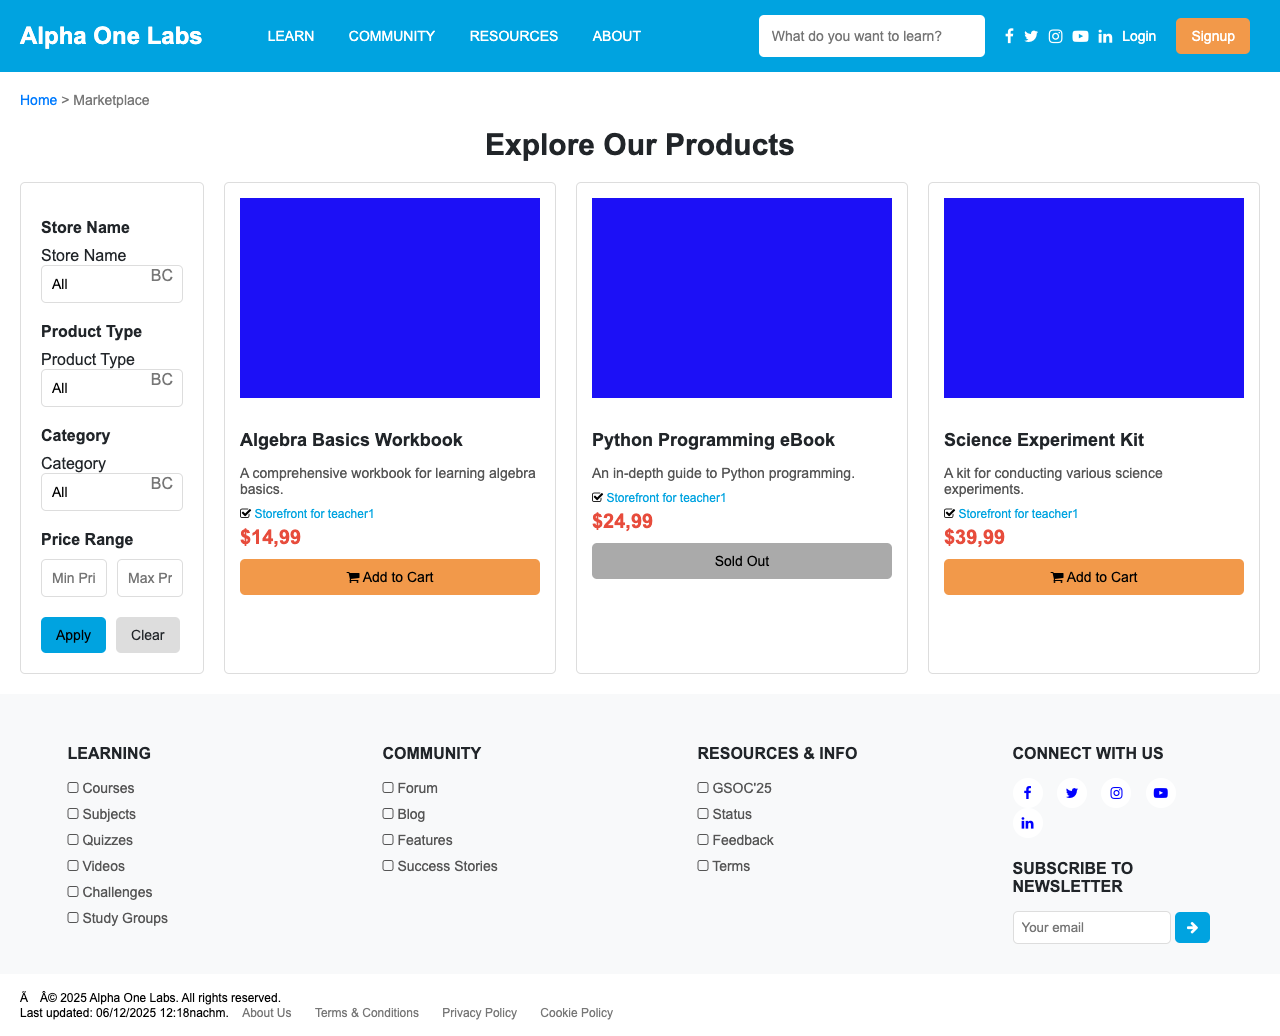 Alpha One Labs
LEARN COMMUNITY RESOURCES ABOUT
What do you want to learn?
Login
Signup
Home > Marketplace
Explore Our Products
Store Name
Store Name
All BC
Product Type
Product Type
All BC
Category
Category
All BC
Price Range
Min Pri Max Pr
Apply Clear
Algebra Basics Workbook
A comprehensive workbook for learning algebra
basics.
Storefront for teacher1
$14,99
Add to Cart
Python Programming eBook
An in-depth guide to Python programming.
Storefront for teacher1
$24,99
Sold Out
Science Experiment Kit
A kit for conducting various science
experiments.
Storefront for teacher1
$39,99
Add to Cart
LEARNING
Courses
Subjects
Quizzes
Videos
Challenges
Study Groups
COMMUNITY
Forum
Blog
Features
Success Stories
RESOURCES & INFO
GSOC'25
Status
Feedback
Terms
CONNECT WITH US
SUBSCRIBE TO
NEWSLETTER
Your email
Ã Â© 2025 Alpha One Labs. All rights reserved.
Last updated: 06/12/2025 12:18nachm. About Us Terms & Conditions Privacy Policy Cookie Policy